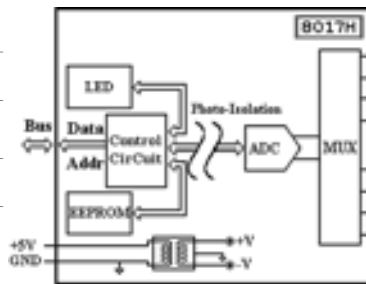 8017H
LED
Photo-Isolation
Bus
Data
Addr
Control
CirCuit
ADC
MUX
EEPROM
+5V
GND
+V
-V